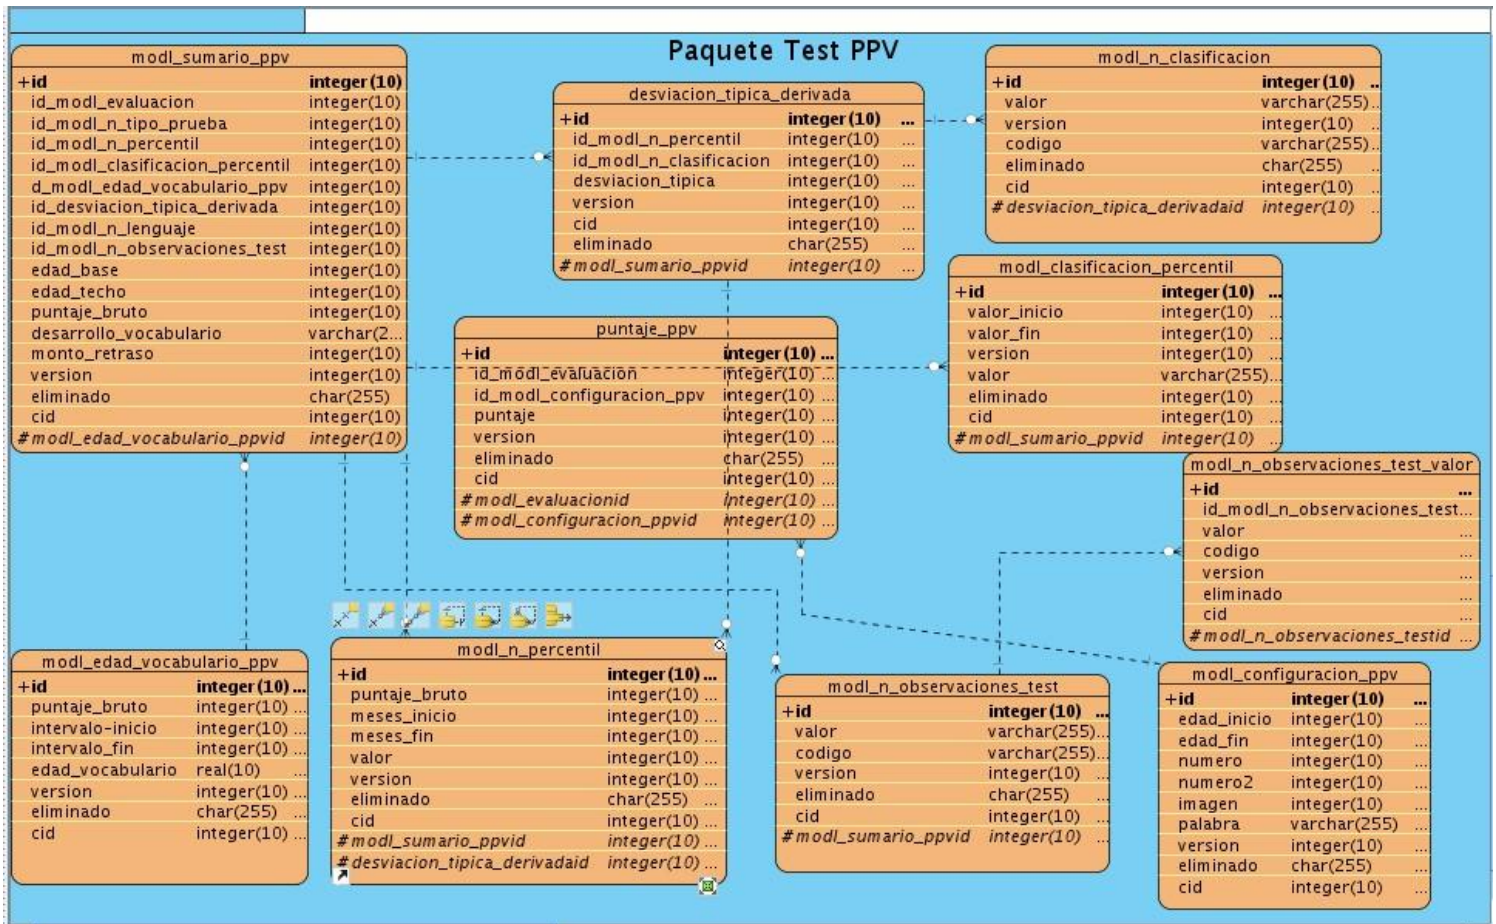 Paquete Test PPV
modl_sumario_ppv
+id integer(10)
id_modl_evaluacion integer(10)
id_modl_n_tipo_prueba integer(10)
id_modl_n_percentil integer(10)
id_modl_clasificacion_percentil integer(10)
d_modl_edad_vocabulario_ppv integer(10)
id_desviacion_tipica_derivada integer(10)
id_modl_n_lenguaje integer(10)
id_modl_n_observaciones_test integer(10)
edad_base integer(10)
edad_techo integer(10)
puntaje_bruto integer(10)
desarrollo_vocabulario varchar(2...
monto_retraso integer(10)
version integer(10)
eliminado char(255)
cid integer(10)
#modl_edad_vocabulario_ppvid integer(10)
desviacion_tipica_derivada
+id integer(10) ...
id_modl_n_percentil integer(10) ...
id_modl_n_clasificacion integer(10) ...
desviacion_tipica integer(10) ...
version integer(10) ...
cid integer(10) ...
eliminado char(255) ...
#modl_sumario_ppvid integer(10) ...
modl_n_clasificacion
+id integer(10) ..
valor varchar(255)..
version integer(10) ..
codigo varchar(255)..
eliminado char(255) ..
cid integer(10) ..
#desviacion_tipica_derivadaid integer(10) ..
modl_clasificacion_percentil
+id integer(10) ...
valor_inicio integer(10) ...
valor_fin integer(10) ...
version integer(10) ...
valor varchar(255)...
eliminado integer(10) ...
cid integer(10) ...
#modl_sumario_ppvid integer(10) ...
puntaje_ppv
+id integer(10) ...
id_modl_evaluacion integer(10) ...
id_modl_configuracion_ppv integer(10) ...
puntaje integer(10) ...
version integer(10) ...
eliminado char(255) ...
cid integer(10) ...
#modl_evaluacionid integer(10) ...
#modl_configuracion_ppvid integer(10) ...
modl_n_observaciones_test_valor
+id ...
id_modl_n_observaciones_test...
valor ...
codigo ...
version ...
eliminado ...
cid ...
#modl_n_observaciones_testid ...
modl_edad_vocabulario_ppv
+id integer(10) ...
puntaje_bruto integer(10) ...
intervalo-inicio integer(10) ...
intervalo_fin integer(10) ...
edad_vocabulario real(10) ...
version integer(10) ...
eliminado char(255) ...
cid integer(10) ...
modl_n_percentil
+id integer(10) ...
puntaje_bruto integer(10) ...
meses_inicio integer(10) ...
meses_fin integer(10) ...
valor integer(10) ...
version integer(10) ...
eliminado char(255) ...
cid integer(10) ...
#modl_sumario_ppvid integer(10) ...
#desviacion_tipica_derivadaid integer(10) ...
modl_n_observaciones_test
+id integer(10) ...
valor varchar(255)...
codigo varchar(255)...
version integer(10) ...
eliminado char(255) ...
cid integer(10) ...
#modl_sumario_ppvid integer(10) ...
modl_configuracion_ppv
+id integer(10) ...
edad_inicio integer(10) ...
edad_fin integer(10) ...
numero integer(10) ...
numero2 integer(10) ...
imagen integer(10) ...
palabra varchar(255) ...
version integer(10) ...
eliminado char(255) ...
cid integer(10) ...